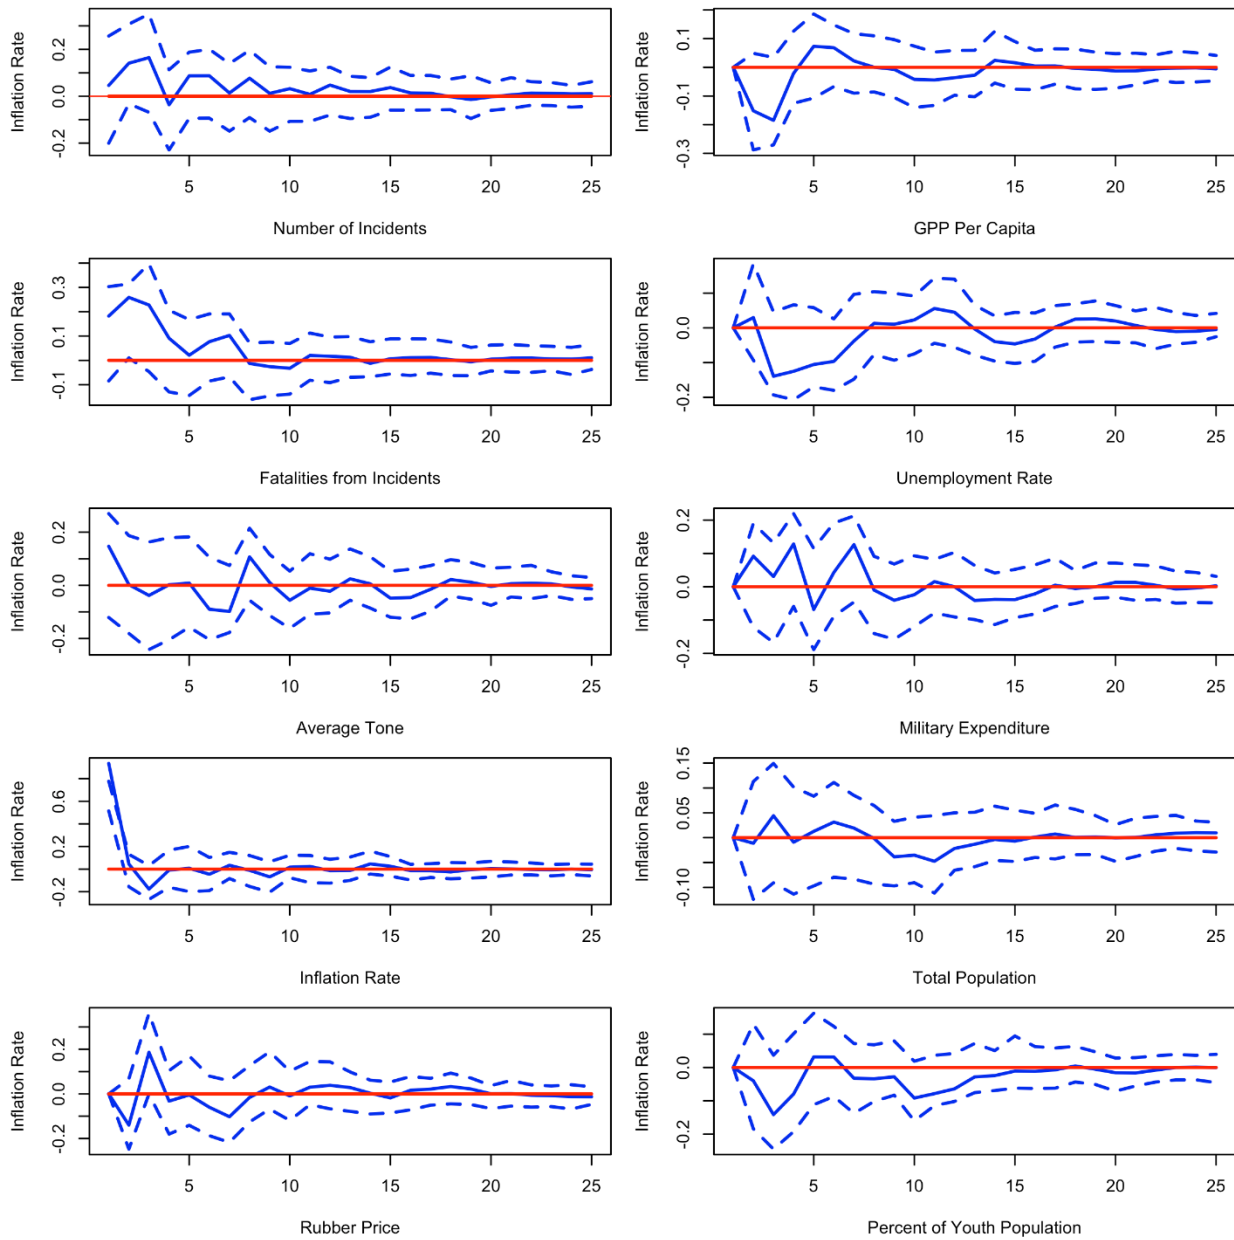 Inflation Rate
0.2
0.0
-0.2
5 10 15 20 25
Number of Incidents
Inflation Rate
0.1
-0.1
-0.3
5 10 15 20 25
GPP Per Capita
Inflation Rate
0.3
0.1
-0.1
5 10 15 20 25
Fatalities from Incidents
Inflation Rate
0.0
-0.2
5 10 15 20 25
Unemployment Rate
Inflation Rate
0.2
0.0
-0.2
5 10 15 20 25
Average Tone
Inflation Rate
0.2
0.0
-0.2
5 10 15 20 25
Military Expenditure
Inflation Rate
0.6
0.2
-0.2
5 10 15 20 25
Inflation Rate
Inflation Rate
0.15
0.05
-0.10
5 10 15 20 25
Total Population
Inflation Rate
0.2
0.0
-0.2
5 10 15 20 25
Rubber Price
Inflation Rate
0.0
-0.2
5 10 15 20 25
Percent of Youth Population